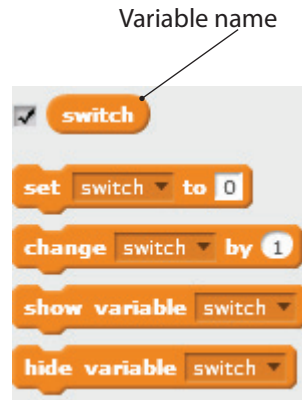 Variable name
switch
set switch to 0
change switch by 1
show variable switch
hide variable switch